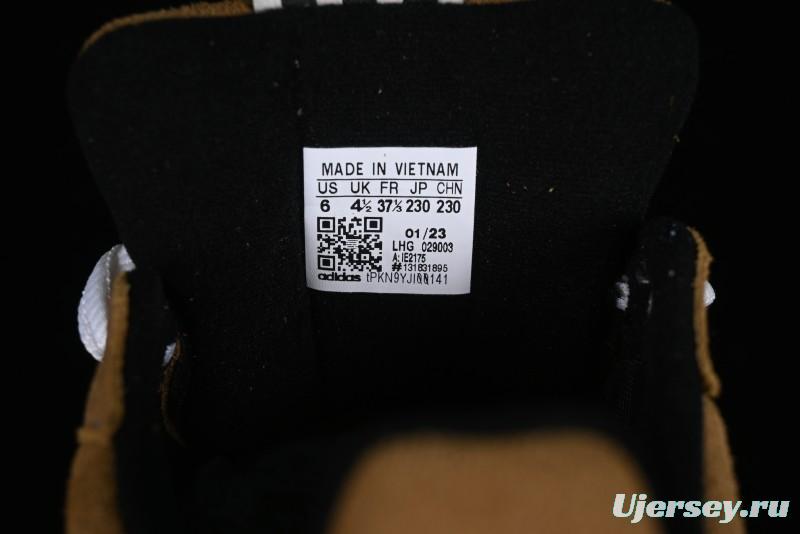 MADE IN VIETNAM
US UK FR JP CHN
6 4½ 37⅓ 230 230
01/23
LHG 029003
A: IE2175
#131831895
adidas tPKN9YJI00141
Ujersey.ru